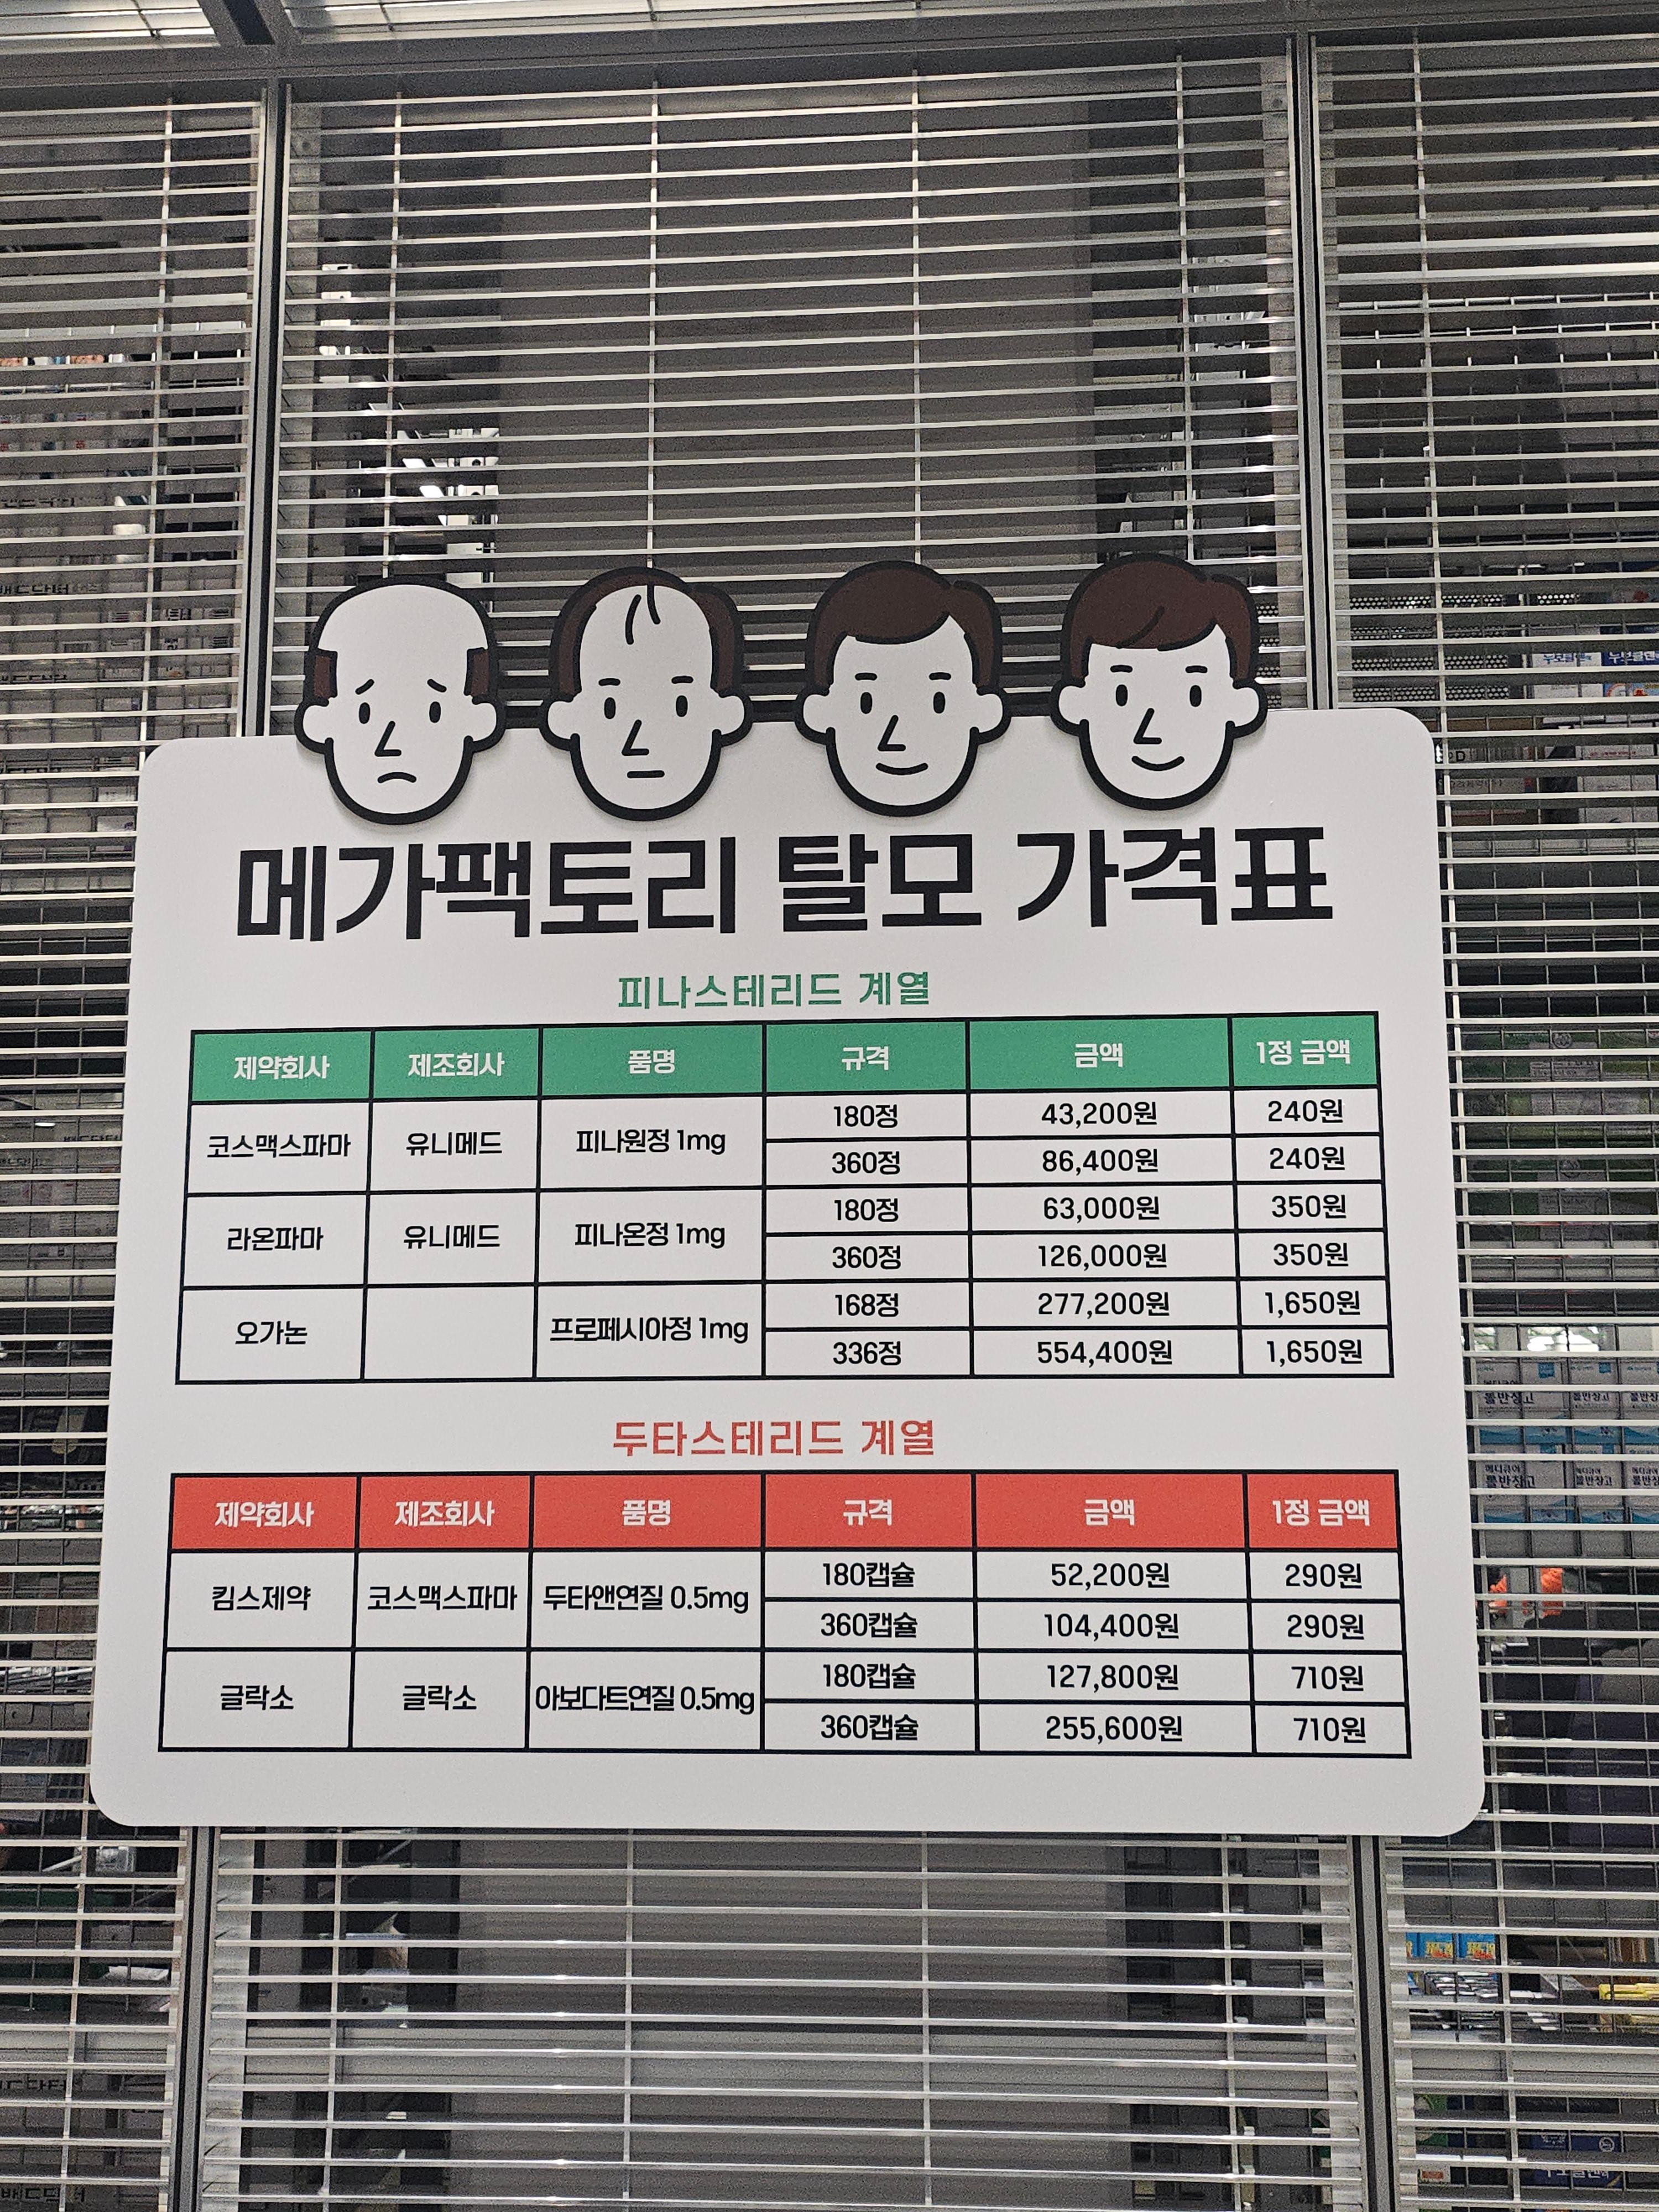 메가팩토리 탈모 가격표
피나스테리드 계열
제약회사 제조회사 품명 규격 금액 1정 금액
코스맥스파마 유니메드 피나원정 1mg 180정 43,200원 240원
360정 86,400원 240원
라온파마 유니메드 피나온정 1mg 180정 63,000원 350원
360정 126,000원 350원
오가논 프로페시아정 1mg 168정 277,200원 1,650원
336정 554,400원 1,650원
두타스테리드 계열
제약회사 제조회사 품명 규격 금액 1정 금액
킴스제약 코스맥스파마 두타앤연질 0.5mg 180캡슐 52,200원 290원
360캡슐 104,400원 290원
글락소 글락소 아보다트연질 0.5mg 180캡슐 127,800원 710원
360캡슐 255,600원 710원